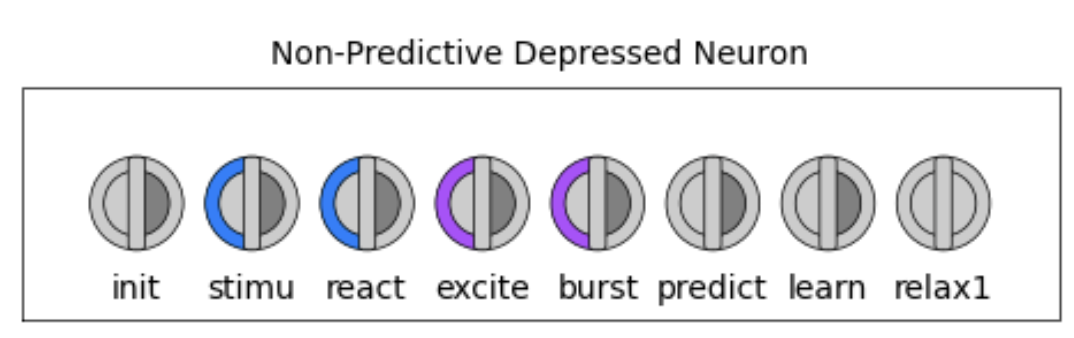 Non-Predictive Depressed Neuron
init stimu react excite burst predict learn relax1